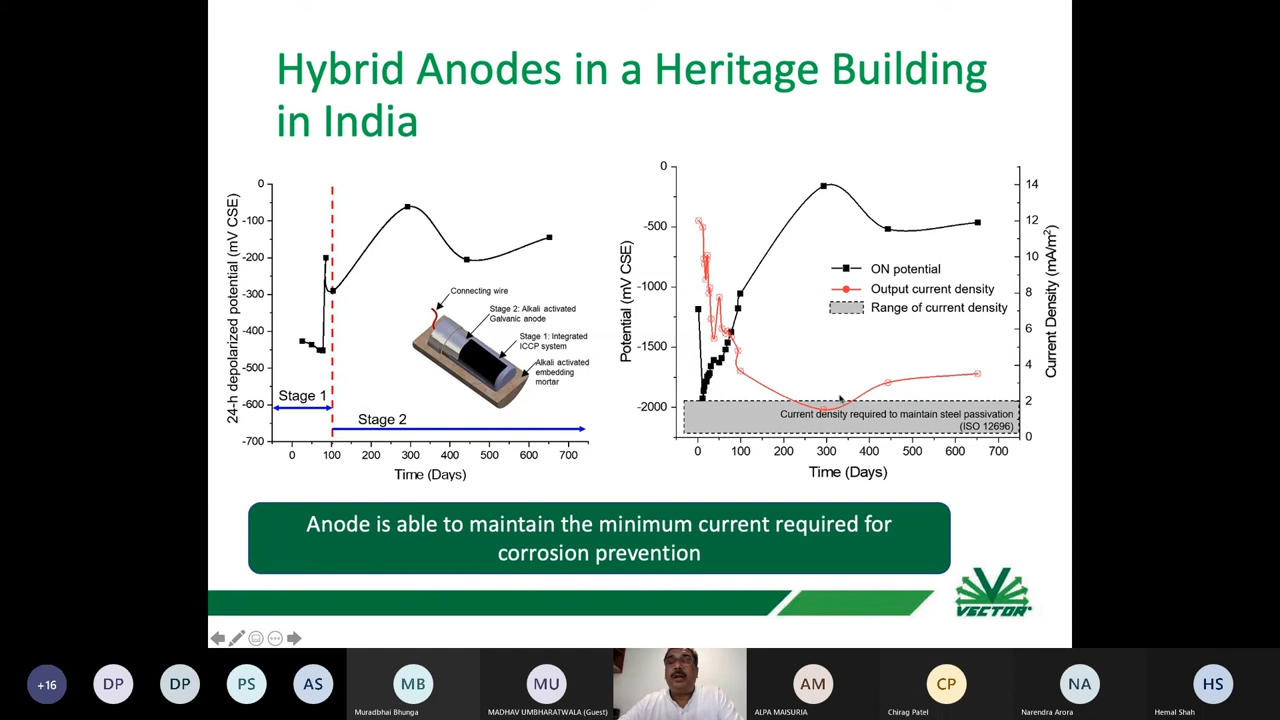 Hybrid Anodes in a Heritage Building
in India
24-h depolarized potential (mV CSE)
0
-100
-200
-300
-400
-500
-600
-700
Connecting wire
Stage 2: Alkali activated
Galvanic anode
Stage 1: Integrated
ICCP system
Alkali activated
embedding
mortar
Stage 1
Stage 2
0 100 200 300 400 500 600 700
Time (Days)
Potential (mV CSE)
0
-500
-1000
-1500
-2000
ON potential
Output current density
Range of current density
Current density required to maintain steel passivation
(ISO 12696)
14
12
10
8
6
4
2
0
Current Density (mA/m²)
0 100 200 300 400 500 600 700
Time (Days)
Anode is able to maintain the minimum current required for
corrosion prevention
VECTOR
+16
DP
DP
PS
AS
MB
Muradbhai Bhunga
MU
MADHAV UMBHARATWALA (Guest)
AM
ALPA MAISURIA
CP
Chirag Patel
NA
Narendra Arora
HS
Hemal Shah